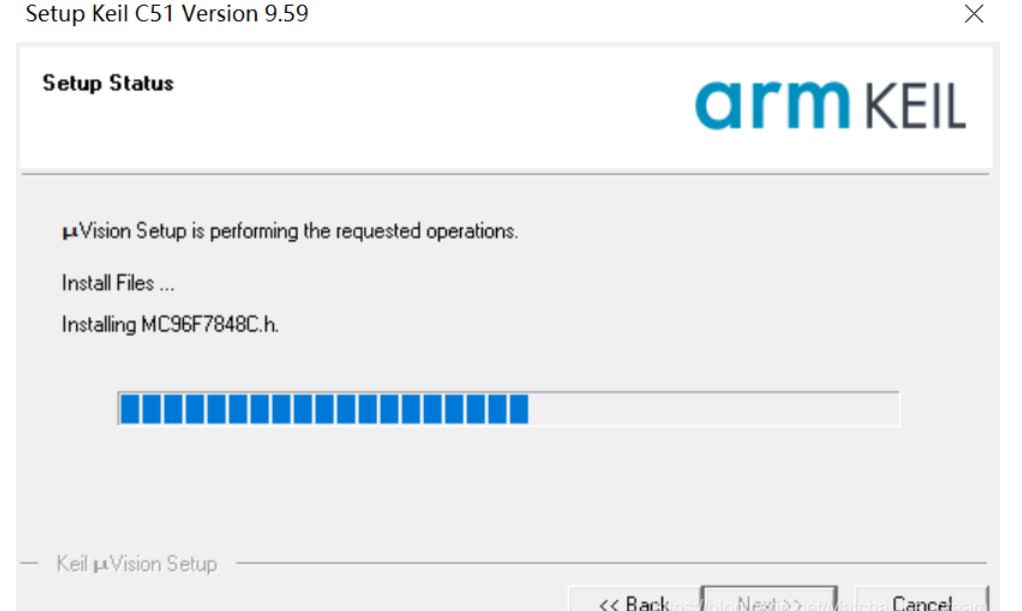 Setup Keil C51 Version 9.59
Setup Status
arm KEIL
µVision Setup is performing the requested operations.
Install Files ...
Installing MC96F7848C.h.
Keil µVision Setup
<< Back
Next >>
Cancel